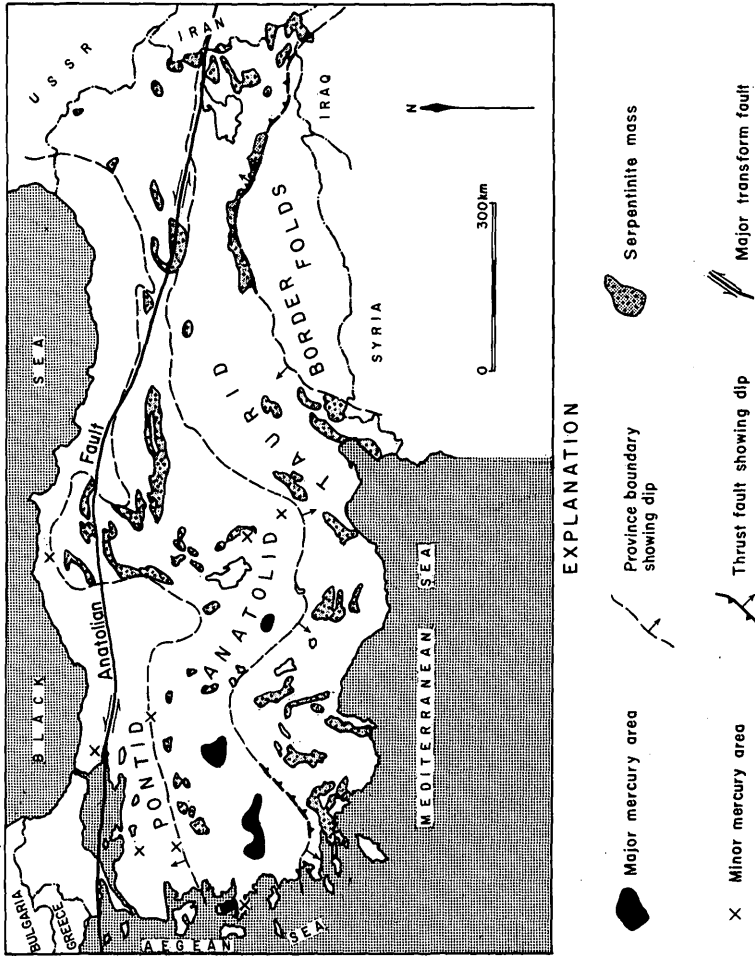 USSR
IRAN
IRAQ
N
BLACK SEA
BULGARIA
GREECE
Anatolian Fault
PONTID
ANATOLID
TAURID
BORDER FOLDS
SYRIA
0 300km
AEGEAN SEA
MEDITERRANEAN SEA
EXPLANATION
Major mercury area
Province boundary
showing dip
Serpentinite mass
× Minor mercury area
Thrust fault showing dip
Major transform fault